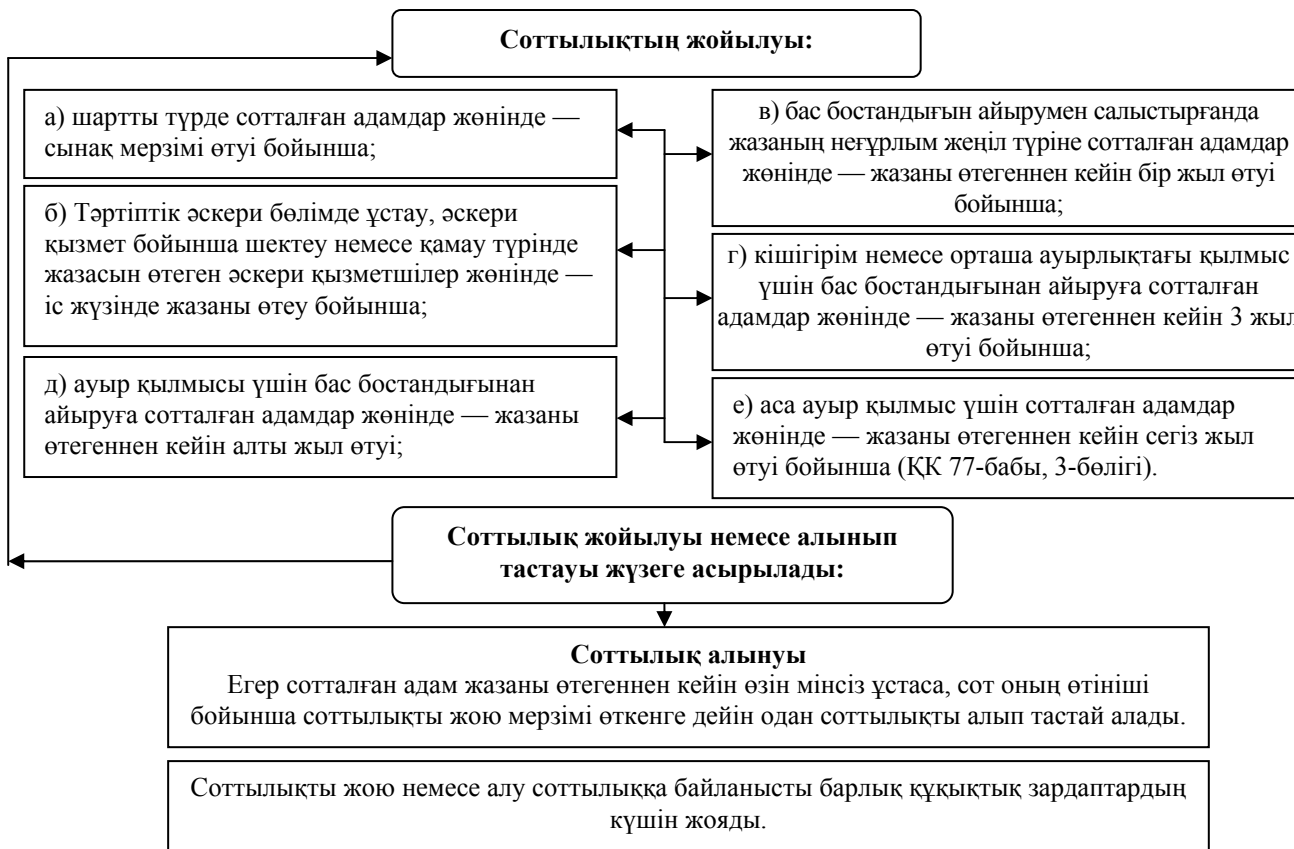 Соттылықтың жойылуы:
а) шартты түрде сотталған адамдар жөнінде —
сынақ мерзімі өтуі бойынша;
б) Тәртіптік әскери бөлімде ұстау, әскери
қызмет бойынша шектеу немесе қамау түрінде
жазасын өтеген әскери қызметшілер жөнінде —
іс жүзінде жазаны өтеу бойынша;
в) бас бостандығын айырумен салыстырғанда
жазаның неғұрлым жеңіл түріне сотталған адамдар
жөнінде — жазаны өтегеннен кейін бір жыл өтуі
бойынша;
г) кішігірім немесе орташа ауырлықтағы қылмыс
үшін бас бостандығынан айыруға сотталған
адамдар жөнінде — жазаны өтегеннен кейін 3 жыл
өтуі бойынша;
д) ауыр қылмысы үшін бас бостандығынан
айыруға сотталған адамдар жөнінде — жазаны
өтегеннен кейін алты жыл өтуі;
е) аса ауыр қылмыс үшін сотталған адамдар
жөнінде — жазаны өтегеннен кейін сегіз жыл
өтуі бойынша (ҚК 77-бабы, 3-бөлігі).
Соттылық жойылуы немесе алынып
тастауы жүзеге асырылады:
Соттылық алынуы
Егер сотталған адам жазаны өтегеннен кейін өзін мінсіз ұстаса, сот оның өтініші
бойынша соттылықты жою мерзімі өткенге дейін одан соттылықты алып тастай алады.
Соттылықты жою немесе алу соттылыққа байланысты барлық құқықтық зардаптардың
күшін жояды.